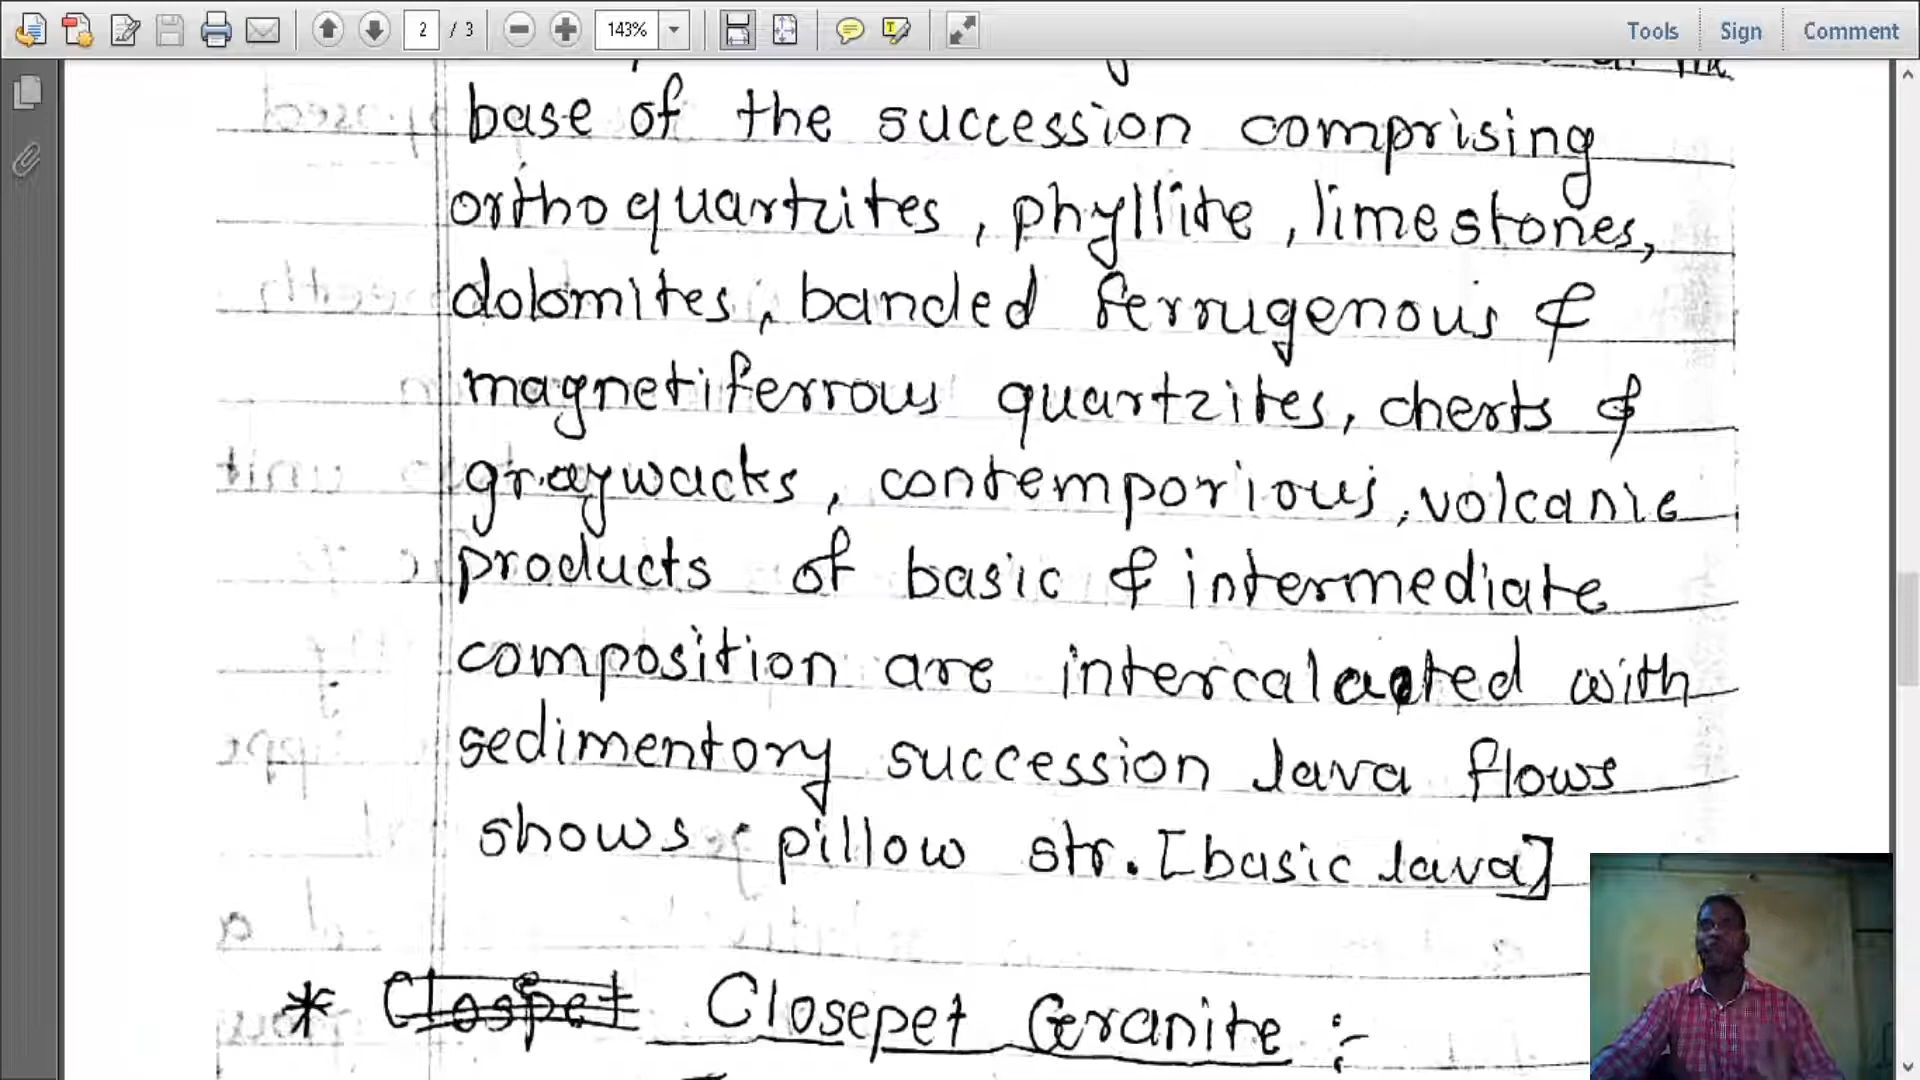 2 / 3
143%
Tools
Sign
Comment
base of the succession comprising
orthoquartzites, phyllite, limestones,
dolomites, banded ferrugenous &
magnetiferrous quartzites, cherts &
graywacks, contemporious, volcanic
products of basic & intermediate
composition are intercalacted with
sedimentory succession lava flows
shows pillow str. [basic lava]
* Clospet Closepet Granite :-